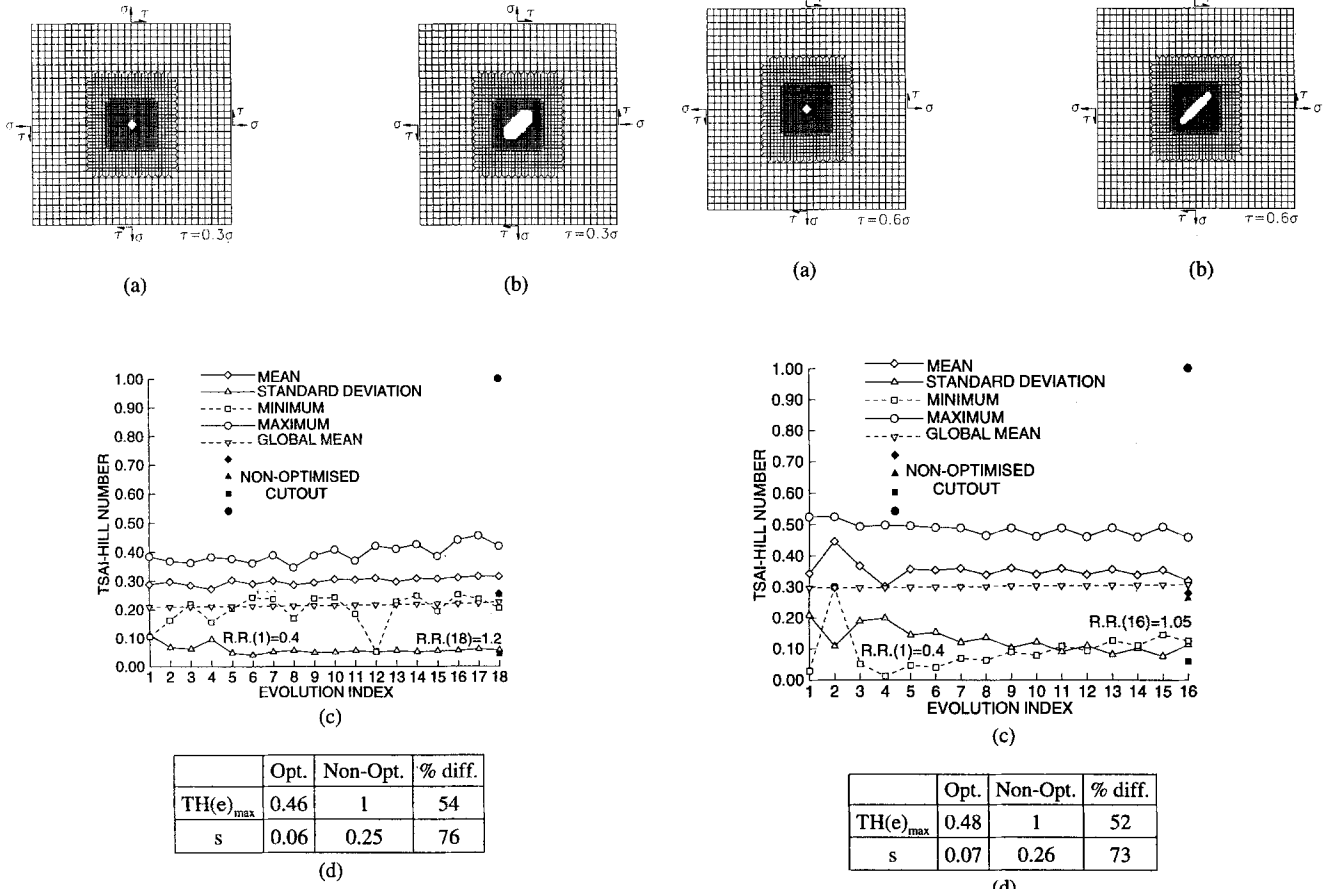 σ τ
σ τ
τ
σ
σ
τ
τ σ
τ=0.3σ
(a)
σ τ
τ
σ
σ
τ
τ σ
τ=0.3σ
(b)
τ
σ
σ
τ
τ σ
τ=0.6σ
(a)
τ
σ
σ
τ
τ σ
τ=0.6σ
(b)
MEAN
STANDARD DEVIATION
MINIMUM
MAXIMUM
GLOBAL MEAN
NON-OPTIMISED
CUTOUT
TSAI-HILL NUMBER
1.00
0.90
0.80
0.70
0.60
0.50
0.40
0.30
0.20
0.10
0.00
R.R.(1)=0.4
R.R.(18)=1.2
1 2 3 4 5 6 7 8 9 10 11 12 13 14 15 16 17 18
EVOLUTION INDEX
(c)
Opt. Non-Opt. % diff.
TH(e)max 0.46 1 54
s 0.06 0.25 76
(d)
MEAN
STANDARD DEVIATION
MINIMUM
MAXIMUM
GLOBAL MEAN
NON-OPTIMISED
CUTOUT
TSAI-HILL NUMBER
1.00
0.90
0.80
0.70
0.60
0.50
0.40
0.30
0.20
0.10
0.00
R.R.(16)=1.05
R.R.(1)=0.4
1 2 3 4 5 6 7 8 9 10 11 12 13 14 15 16
EVOLUTION INDEX
(c)
Opt. Non-Opt. % diff.
TH(e)max 0.48 1 52
s 0.07 0.26 73
(d)